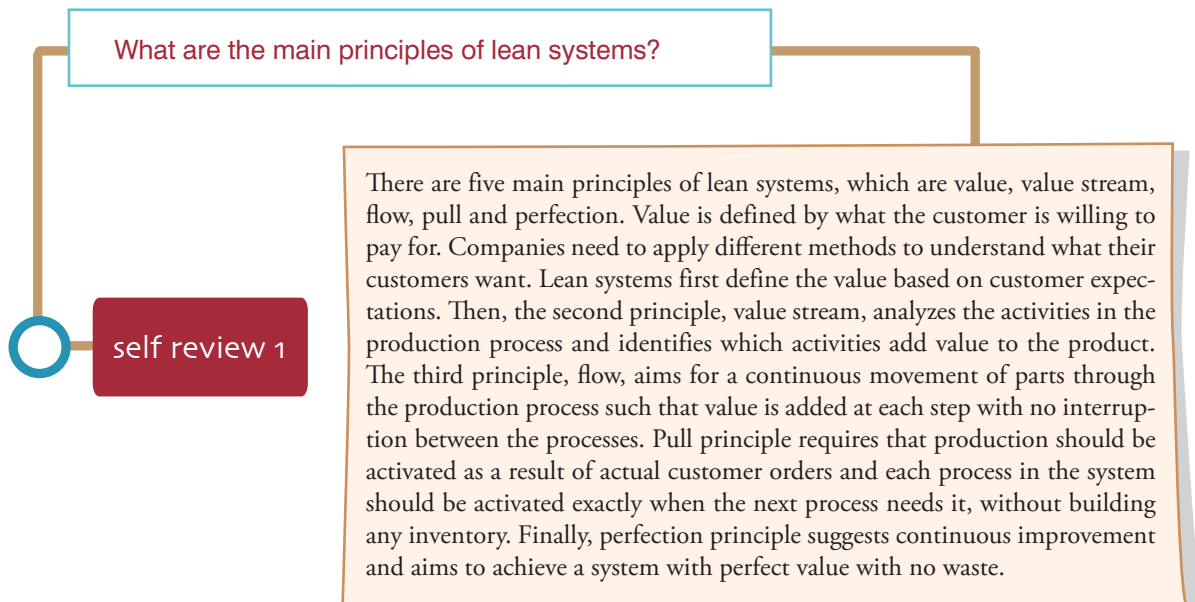 What are the main principles of lean systems?
There are five main principles of lean systems, which are value, value stream,
flow, pull and perfection. Value is defined by what the customer is willing to
pay for. Companies need to apply different methods to understand what their
customers want. Lean systems first define the value based on customer expec-
tations. Then, the second principle, value stream, analyzes the activities in the
production process and identifies which activities add value to the product.
The third principle, flow, aims for a continuous movement of parts through
the production process such that value is added at each step with no interrup-
tion between the processes. Pull principle requires that production should be
activated as a result of actual customer orders and each process in the system
should be activated exactly when the next process needs it, without building
any inventory. Finally, perfection principle suggests continuous improvement
and aims to achieve a system with perfect value with no waste.
self review 1